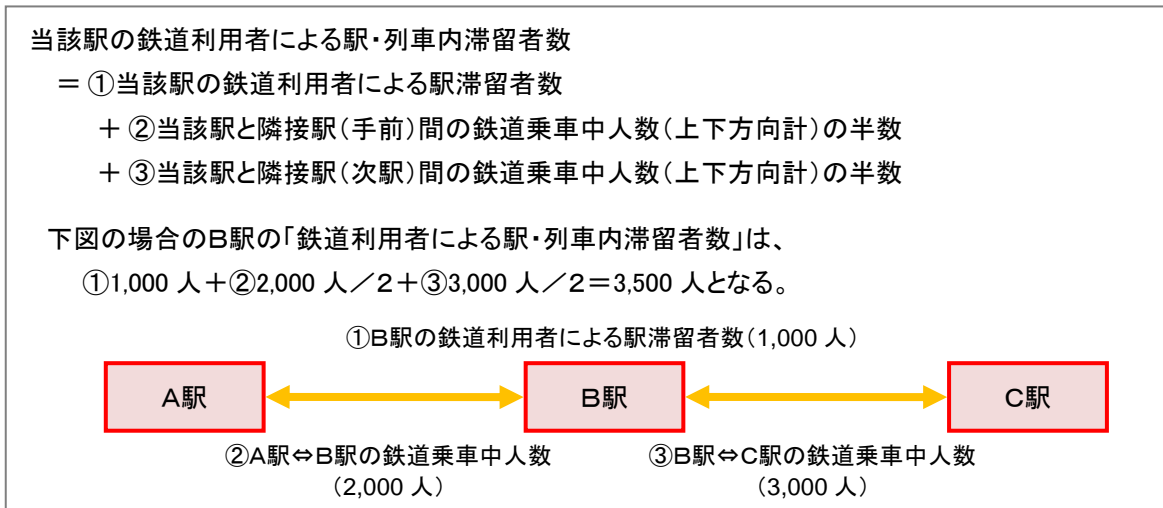 当該駅の鉄道利用者による駅・列車内滞留者数
＝ ①当該駅の鉄道利用者による駅滞留者数
＋ ②当該駅と隣接駅（手前）間の鉄道乗車中人数（上下方向計）の半数
＋ ③当該駅と隣接駅（次駅）間の鉄道乗車中人数（上下方向計）の半数
下図の場合のＢ駅の「鉄道利用者による駅・列車内滞留者数」は、
①1,000 人＋②2,000 人／２＋③3,000 人／２＝3,500 人となる。
①Ｂ駅の鉄道利用者による駅滞留者数（1,000 人）
Ａ駅 Ｂ駅 Ｃ駅
②Ａ駅⇔Ｂ駅の鉄道乗車中人数 ③Ｂ駅⇔Ｃ駅の鉄道乗車中人数
（2,000 人） （3,000 人）